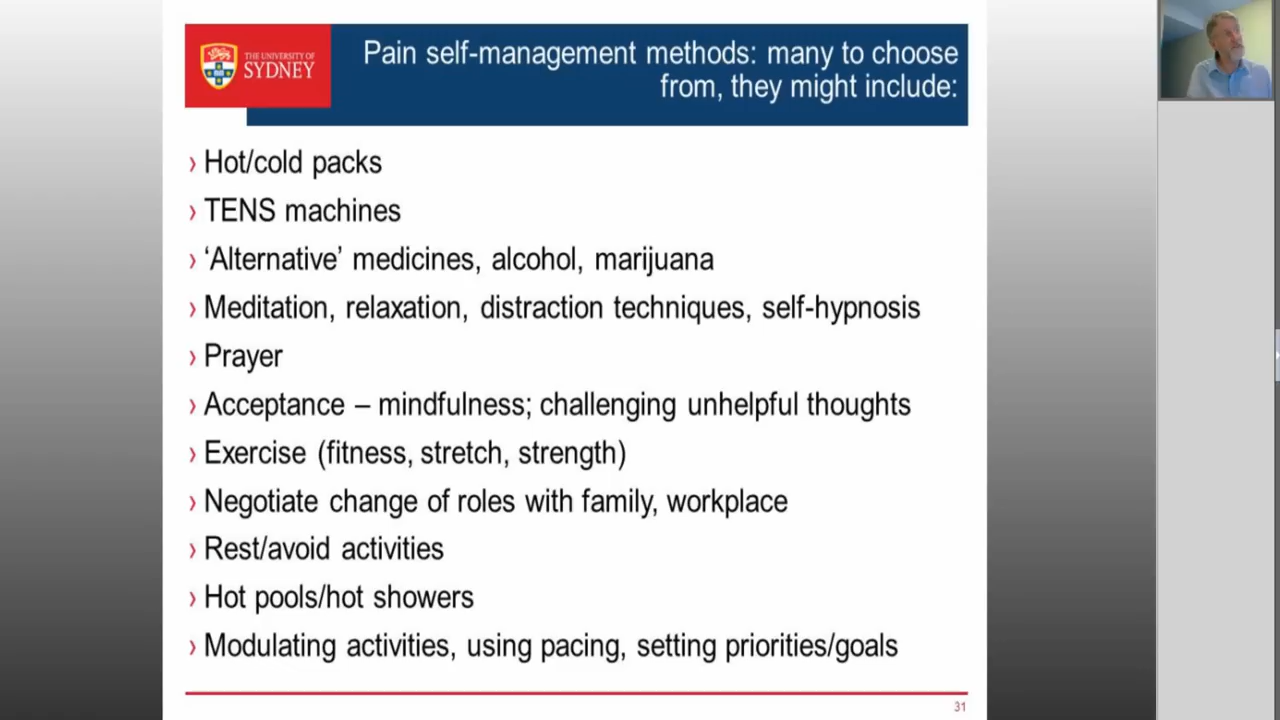 THE UNIVERSITY OF
SYDNEY
Pain self-management methods: many to choose
from, they might include:
› Hot/cold packs
› TENS machines
› ‘Alternative’ medicines, alcohol, marijuana
› Meditation, relaxation, distraction techniques, self-hypnosis
› Prayer
› Acceptance – mindfulness; challenging unhelpful thoughts
› Exercise (fitness, stretch, strength)
› Negotiate change of roles with family, workplace
› Rest/avoid activities
› Hot pools/hot showers
› Modulating activities, using pacing, setting priorities/goals
31